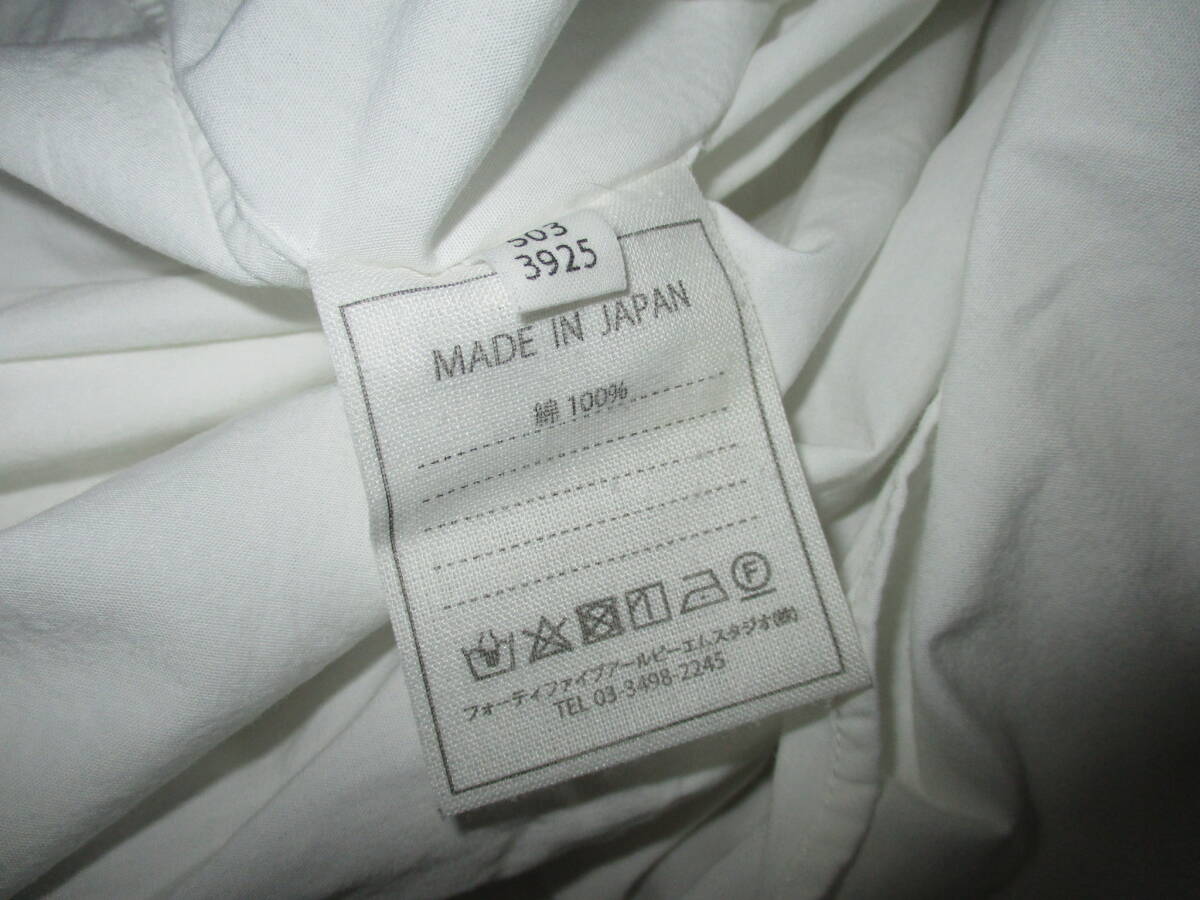 503
3925
MADE IN JAPAN
綿 100%
F
フォーティファイブアールピーエムスタジオ(株)
TEL 03-3498-2245